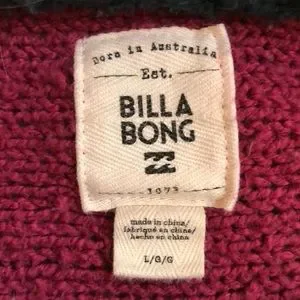 Born in Australia
Est.
BILLA
BONG
1973
made in china/
fabriqué en chine/
hecho en china
L/G/G